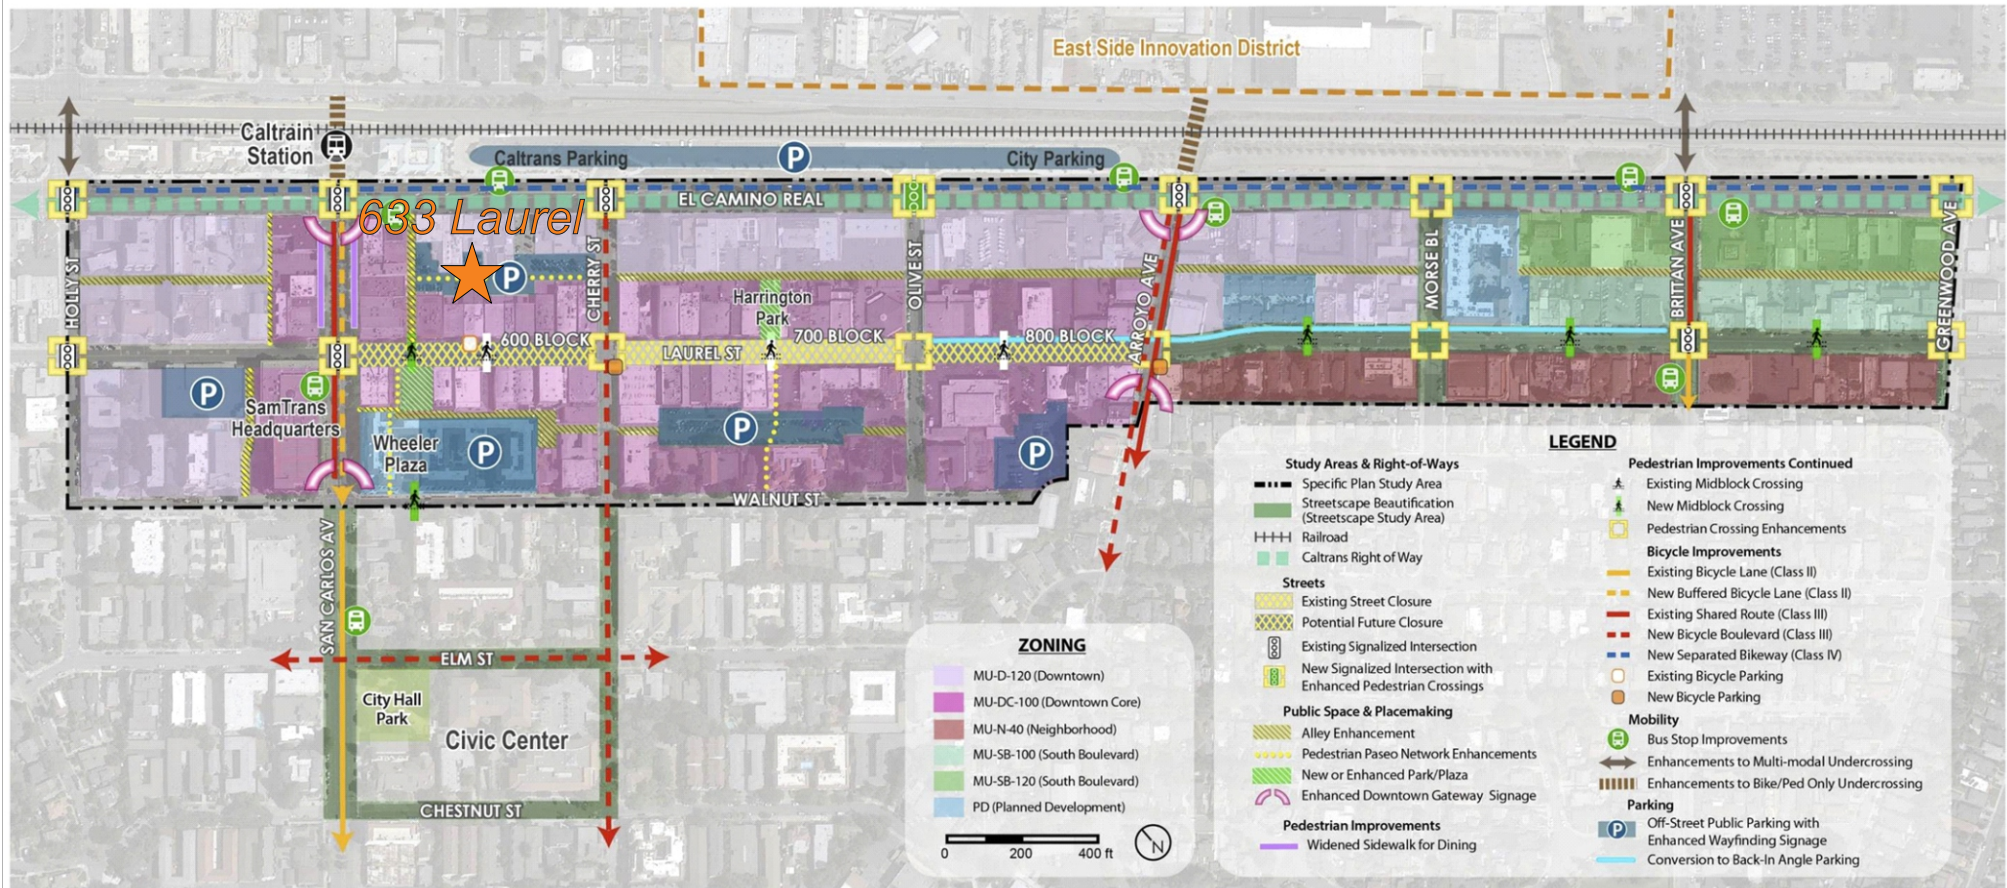 East Side Innovation District
Caltrain
Station
Caltrans Parking
P
City Parking
EL CAMINO REAL
633 Laurel
P
HOLLY ST
CHERRY ST
OLIVE ST
ARROYO AVE
MORSE BL
BRITTAN AVE
GREENWOOD AVE
Harrington
Park
600 BLOCK
700 BLOCK
800 BLOCK
LAUREL ST
P
SamTrans
Headquarters
Wheeler
Plaza
P
P
P
WALNUT ST
SAN CARLOS AV
ELM ST
City Hall
Park
Civic Center
CHESTNUT ST
ZONING
MU-D-120 (Downtown)
MU-DC-100 (Downtown Core)
MU-N-40 (Neighborhood)
MU-SB-100 (South Boulevard)
MU-SB-120 (South Boulevard)
PD (Planned Development)
0 200 400 ft
N
LEGEND
Study Areas & Right-of-Ways
Specific Plan Study Area
Streetscape Beautification
(Streetscape Study Area)
Railroad
Caltrans Right of Way
Streets
Existing Street Closure
Potential Future Closure
Existing Signalized Intersection
New Signalized Intersection with
Enhanced Pedestrian Crossings
Public Space & Placemaking
Alley Enhancement
Pedestrian Paseo Network Enhancements
New or Enhanced Park/Plaza
Enhanced Downtown Gateway Signage
Pedestrian Improvements
Widened Sidewalk for Dining
Pedestrian Improvements Continued
Existing Midblock Crossing
New Midblock Crossing
Pedestrian Crossing Enhancements
Bicycle Improvements
Existing Bicycle Lane (Class II)
New Buffered Bicycle Lane (Class II)
Existing Shared Route (Class III)
New Bicycle Boulevard (Class III)
New Separated Bikeway (Class IV)
Existing Bicycle Parking
New Bicycle Parking
Mobility
Bus Stop Improvements
Enhancements to Multi-modal Undercrossing
Enhancements to Bike/Ped Only Undercrossing
Parking
P
Off-Street Public Parking with
Enhanced Wayfinding Signage
Conversion to Back-In Angle Parking